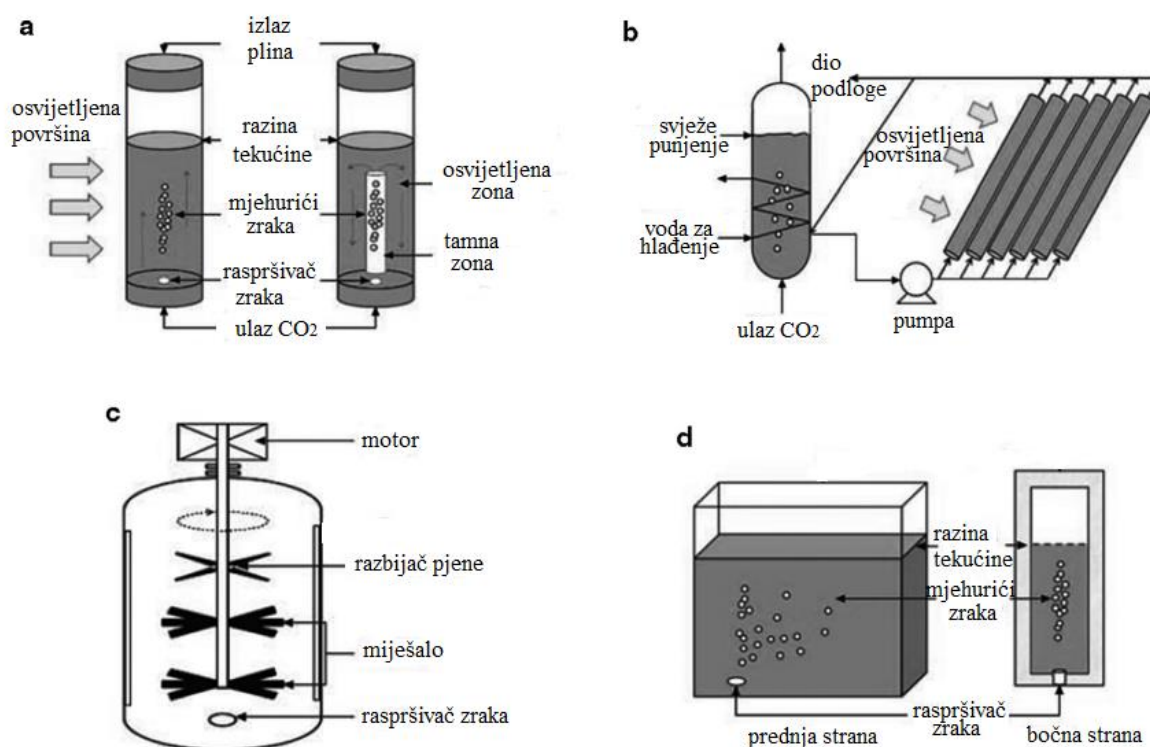 a
izlaz
plina
osvijetljena
površina
razina
tekućine
osvijetljena
zona
mjehurići
zraka
tamna
zona
raspršivač
zraka
ulaz CO2
b
dio
podloge
svježe
punjenje
osvijetljena
površina
voda za
hlađenje
ulaz CO2
pumpa
c
motor
razbijač pjene
miješalo
raspršivač zraka
d
razina
tekućine
mjehurići
zraka
raspršivač
zraka
prednja strana
bočna strana